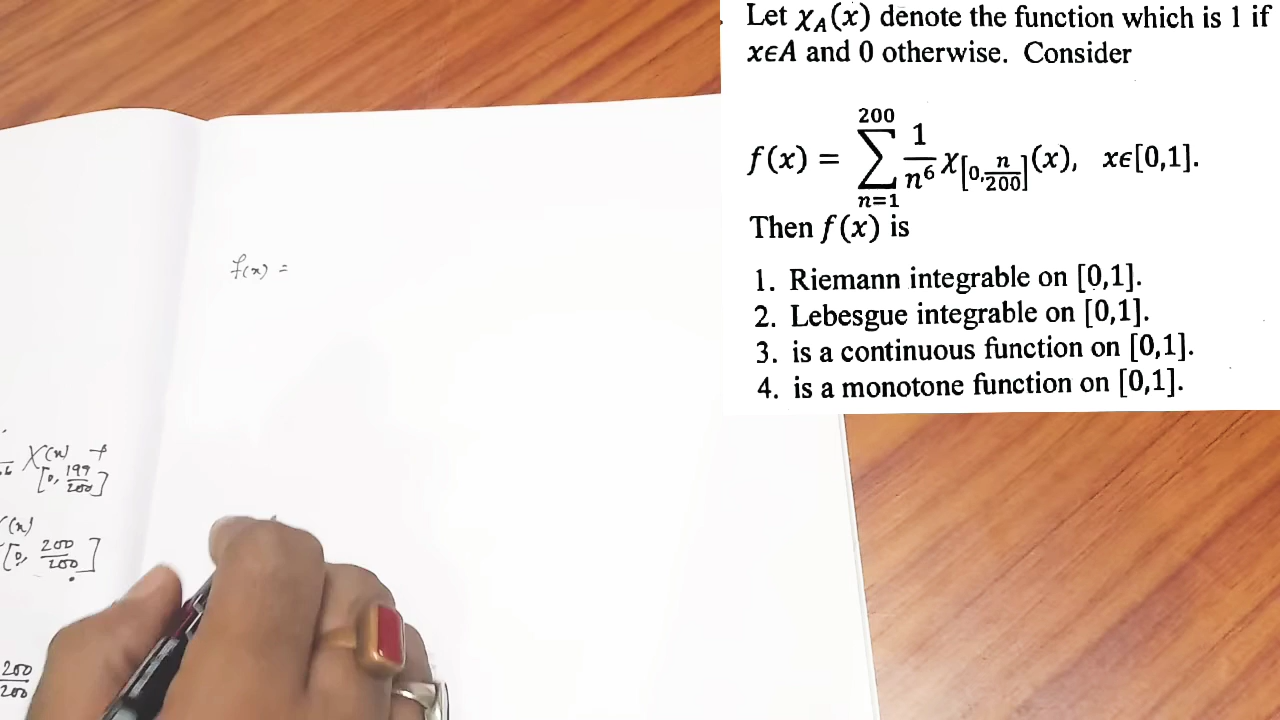 Let χ_A(x) denote the function which is 1 if
xϵA and 0 otherwise. Consider
f(x) = ∑_{n=1}^{200} 1/n⁶ χ_{[0, n/200]}(x), xϵ[0,1].
Then f(x) is
1. Riemann integrable on [0,1].
2. Lebesgue integrable on [0,1].
3. is a continuous function on [0,1].
4. is a monotone function on [0,1].
f(x) =
χ(x) +
[0, 199/200]
(x)
[0, 200/200]
200/200